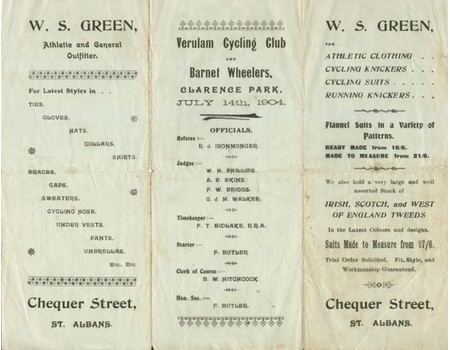 W. S. GREEN,
Athletic and General
Outfitter.
For Latest Styles in . . .
TIES.
GLOVES.
HATS.
COLLARS.
SHIRTS.
BRACES.
CAPS.
SWEATERS.
CYCLING HOSE.
UNDER VESTS.
PANTS.
UMBRELLAS.
Etc. Etc.
Chequer Street,
ST. ALBANS.
Verulam Cycling Club
AND
Barnet Wheelers,
CLARENCE PARK,
JULY 14th, 1904.
OFFICIALS.
Referee :—
R. J. IRONMONGER.
Judges :—
W. H. PHILLIPS.
A. E. EKINS.
F. W. BRIGGS.
G. J. M. WALKER.
Timekeeper :—
F. T. BIDLAKE, R.R.A.
Starter :—
F. BUTLER.
Clerk of Course :—
E. W. HITCHCOCK.
Hon. Sec. :—
F. BUTLER.
W. S. GREEN,
FOR
ATHLETIC CLOTHING . . .
CYCLING KNICKERS . . .
CYCLING SUITS . . . .
RUNNING KNICKERS . . .
Flannel Suits in a Variety of
Patterns.
READY MADE from 16/6.
MADE TO MEASURE from 21/6.
We also hold a very large and well
assorted Stock of
IRISH, SCOTCH, and WEST
OF ENGLAND TWEEDS
In the Latest Colours and designs.
Suits Made to Measure from 27/6.
Trial Order Solicited. Fit, Style, and
Workmanship Guaranteed.
Chequer Street,
ST. ALBANS.